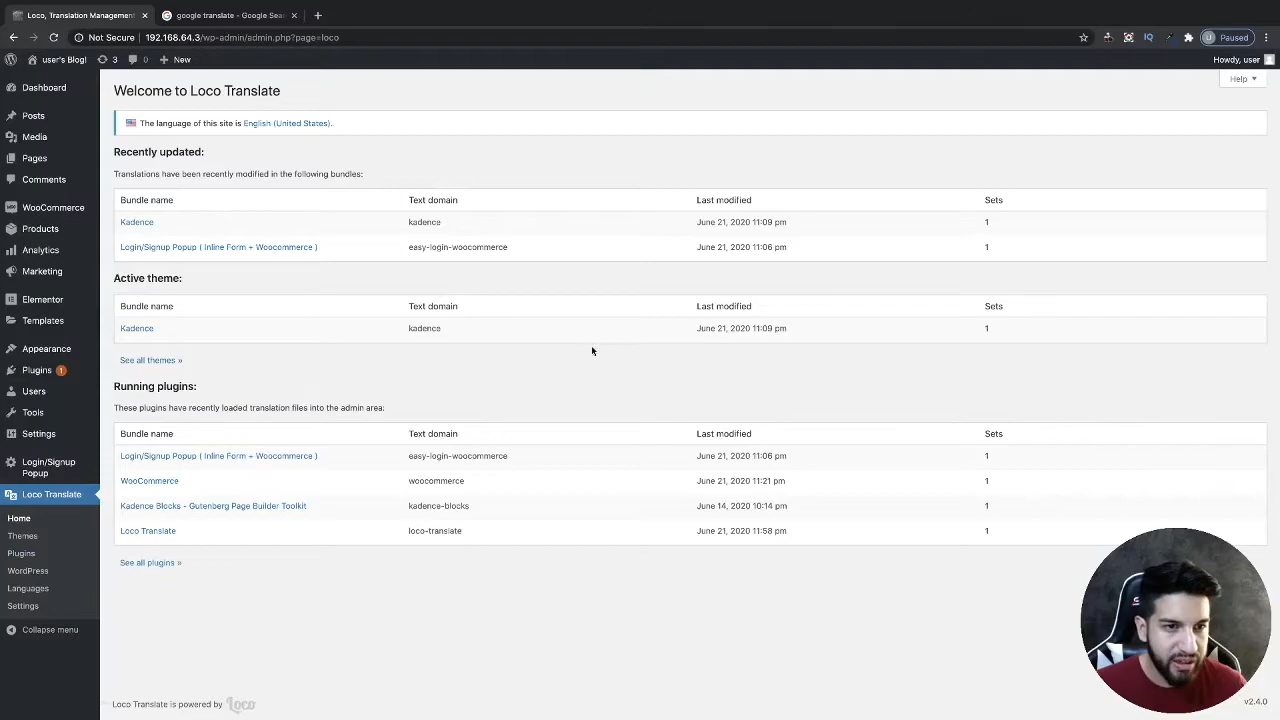 Loco, Translation Management
google translate - Google Sear
Not Secure 192.168.64.3/wp-admin/admin.php?page=loco
IQ
Paused
user's Blog! 3 0 New
Howdy, user
Help
Dashboard
Posts
Media
Pages
Comments
WooCommerce
Products
Analytics
Marketing
Elementor
Templates
Appearance
Plugins 1
Users
Tools
Settings
Login/Signup
Popup
Loco Translate
Home
Themes
Plugins
WordPress
Languages
Settings
Collapse menu
Welcome to Loco Translate
The language of this site is English (United States).
Recently updated:
Translations have been recently modified in the following bundles:
Bundle name Text domain Last modified Sets
Kadence kadence June 21, 2020 11:09 pm 1
Login/Signup Popup ( Inline Form + Woocommerce ) easy-login-woocommerce June 21, 2020 11:06 pm 1
Active theme:
Bundle name Text domain Last modified Sets
Kadence kadence June 21, 2020 11:09 pm 1
See all themes »
Running plugins:
These plugins have recently loaded translation files into the admin area:
Bundle name Text domain Last modified Sets
Login/Signup Popup ( Inline Form + Woocommerce ) easy-login-woocommerce June 21, 2020 11:06 pm 1
WooCommerce woocommerce June 21, 2020 11:21 pm 1
Kadence Blocks - Gutenberg Page Builder Toolkit kadence-blocks June 14, 2020 10:14 pm 1
Loco Translate loco-translate June 21, 2020 11:58 pm 1
See all plugins »
Loco Translate is powered by Loco
v2.4.0